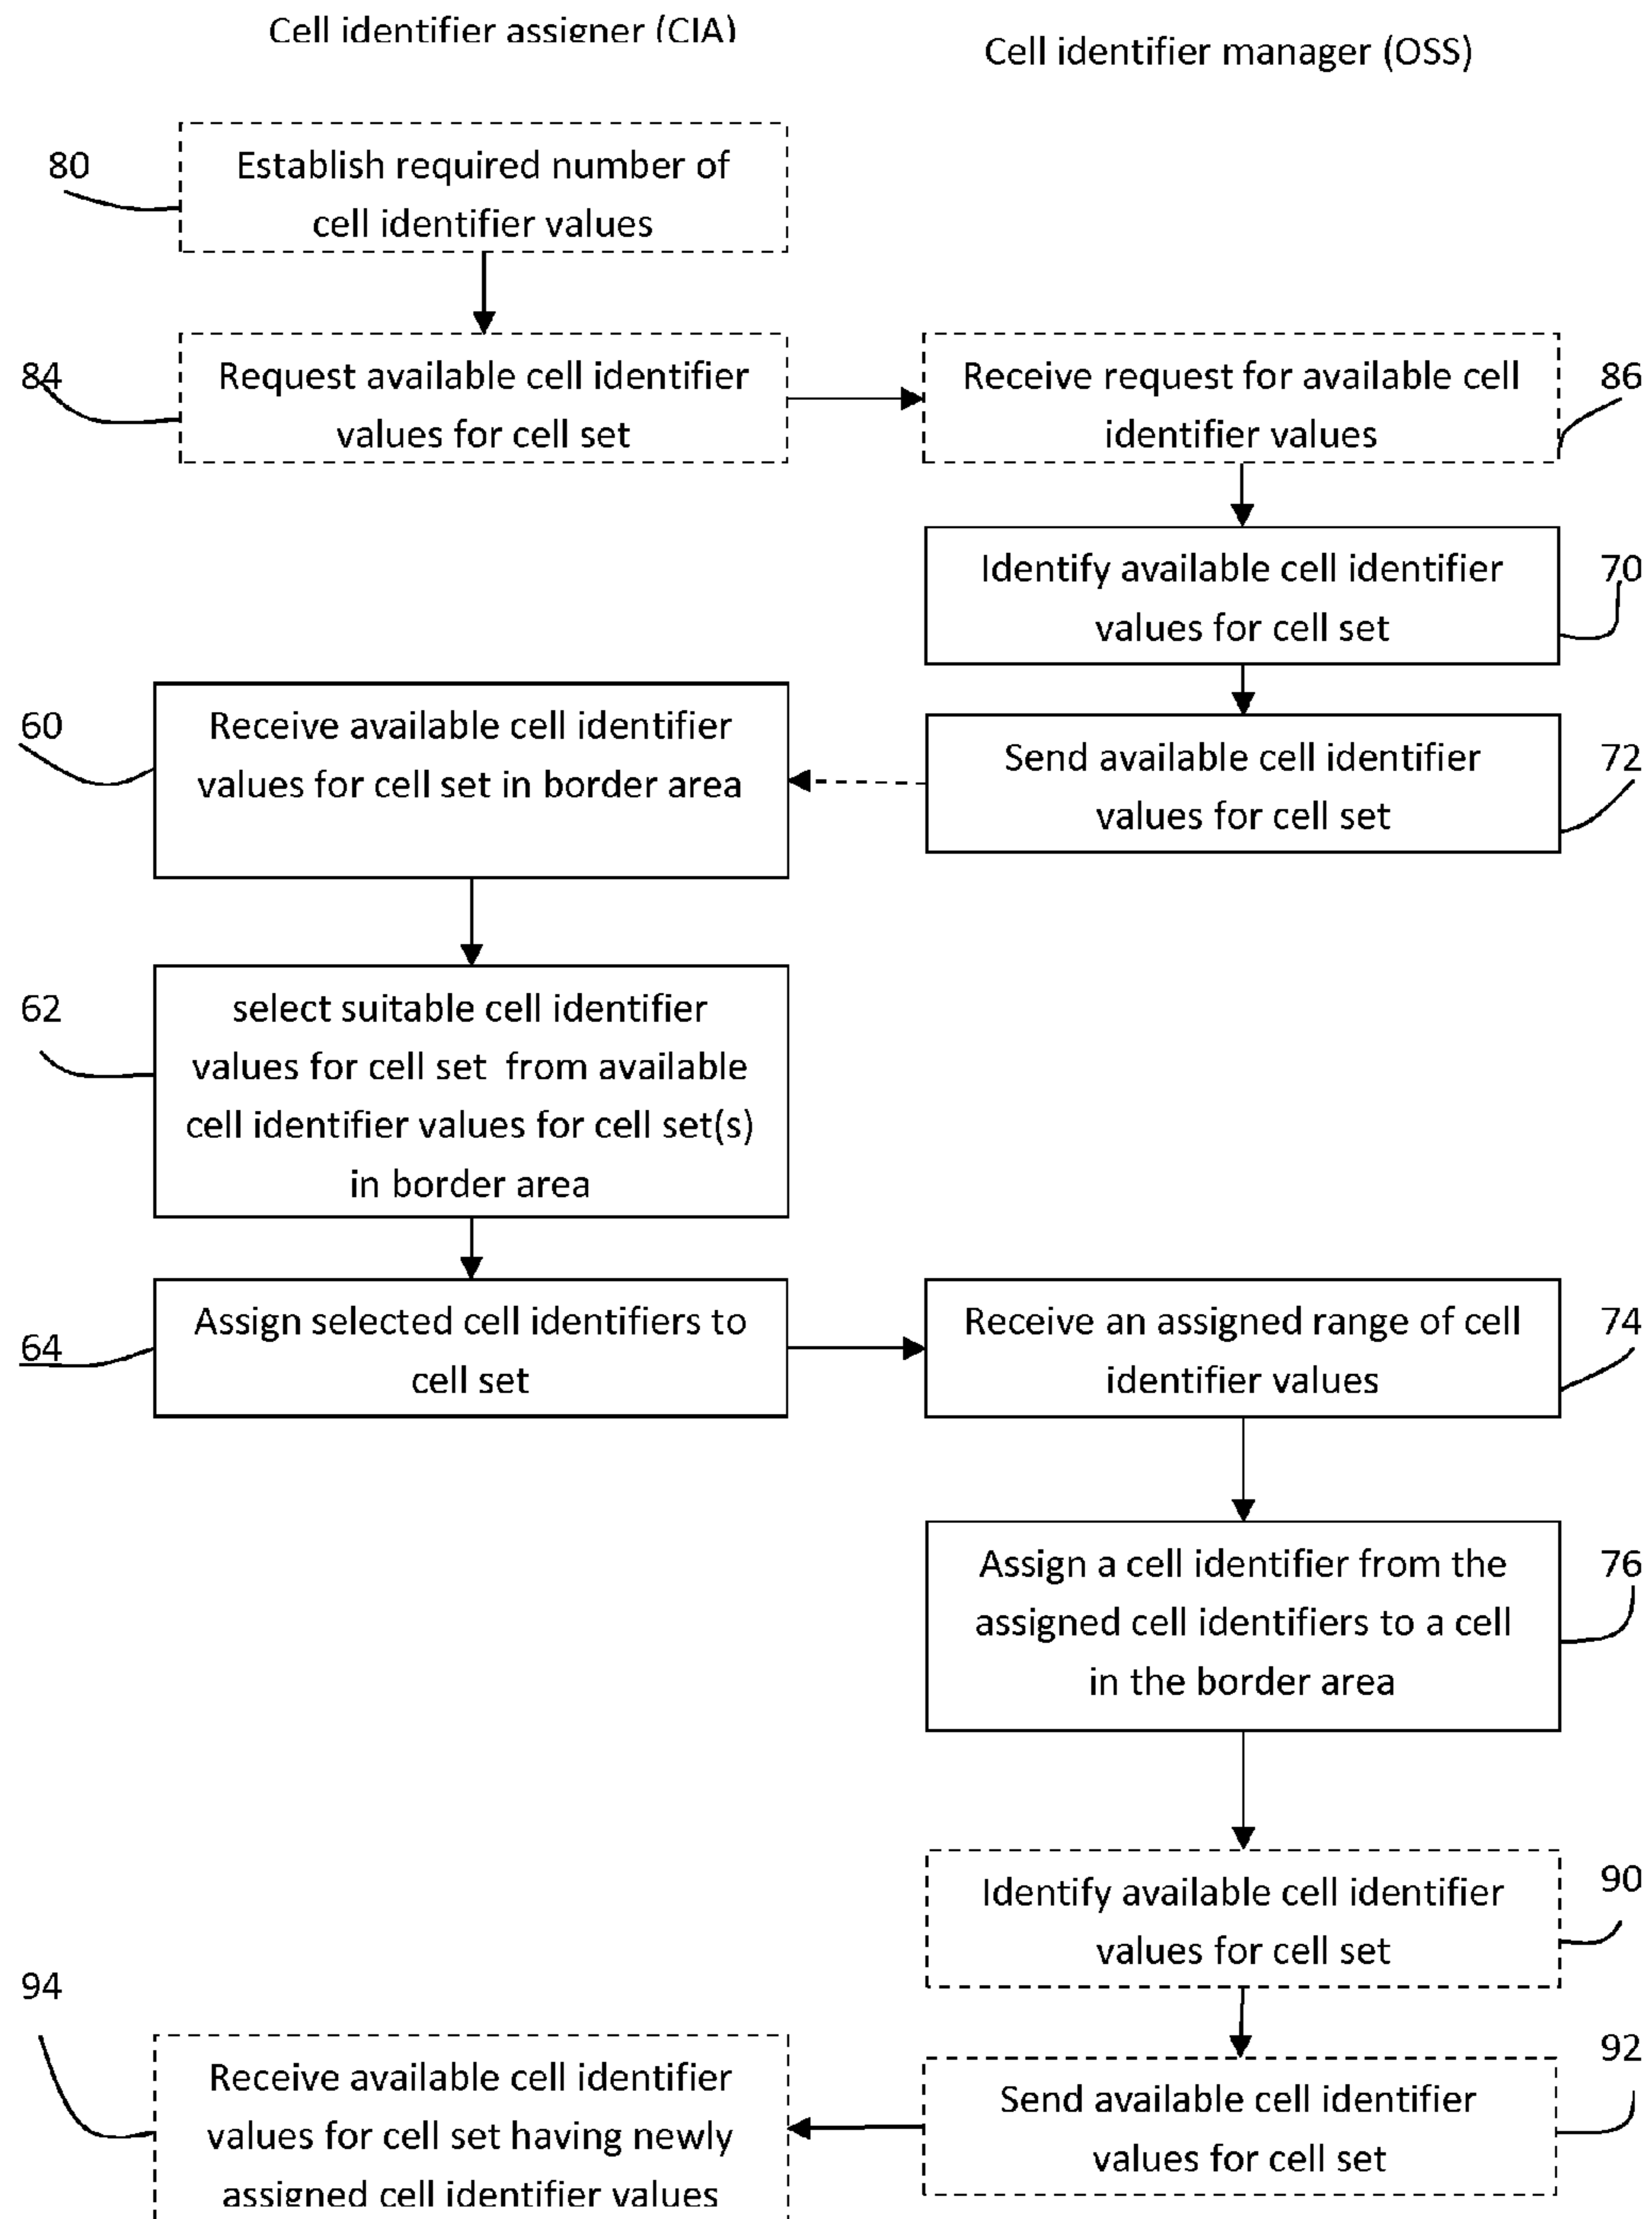 Cell identifier assigner (CIA)
Cell identifier manager (OSS)
80
Establish required number of
cell identifier values
84
Request available cell identifier
values for cell set
Receive request for available cell
identifier values
86
Identify available cell identifier
values for cell set
70
60
Receive available cell identifier
values for cell set in border area
Send available cell identifier
values for cell set
72
62
select suitable cell identifier
values for cell set from available
cell identifier values for cell set(s)
in border area
64
Assign selected cell identifiers to
cell set
Receive an assigned range of cell
identifier values
74
Assign a cell identifier from the
assigned cell identifiers to a cell
in the border area
76
Identify available cell identifier
values for cell set
90
94
Receive available cell identifier
values for cell set having newly
assigned cell identifier values
Send available cell identifier
values for cell set
92